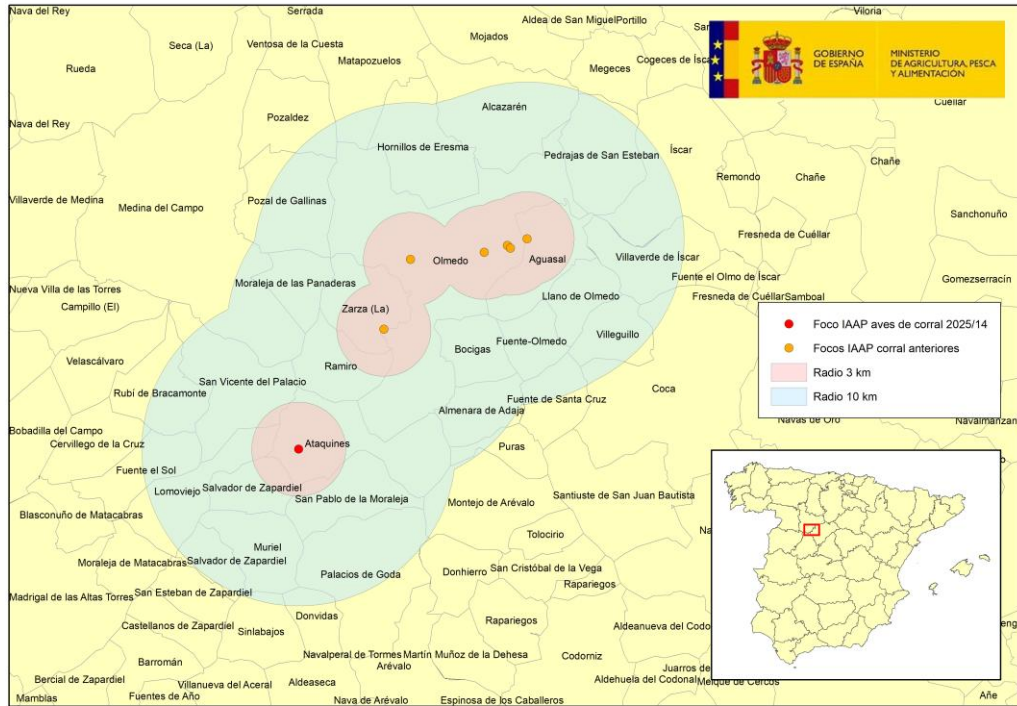 Nava del Rey
Serrada
Viloria
Aldea de San Miguel
Portillo
Seca (La)
Ventosa de la Cuesta
Mojados
Matapozuelos
Megeces
Cogeces de Íscar
Rueda
GOBIERNO
DE ESPAÑA
MINISTERIO
DE AGRICULTURA, PESCA
Y ALIMENTACIÓN
Cuéllar
Nava del Rey
Pozaldez
Alcazarén
Hornillos de Eresma
Pedrajas de San Esteban
Íscar
Chañe
Remondo
Chañe
Villaverde de Medina
Medina del Campo
Pozal de Gallinas
Sanchonuño
Fresneda de Cuéllar
Olmedo
Aguasal
Villaverde de Íscar
Fuente el Olmo de Íscar
Gomezserracín
Nueva Villa de las Torres
Moraleja de las Panaderas
Llano de Olmedo
Fresneda de Cuéllar
Samboal
Campillo (El)
Zarza (La)
Villeguillo
Fuente-Olmedo
Bocigas
Velascálvaro
Ramiro
San Vicente del Palacio
Rubí de Bracamonte
Coca
Fuente de Santa Cruz
Almenara de Adaja
Foco IAAP aves de corral 2025/14
Focos IAAP corral anteriores
Radio 3 km
Radio 10 km
Navas de Oro
Navalmanzan
Bobadilla del Campo
Cervillego de la Cruz
Ataquines
Puras
Fuente el Sol
Lomoviejo
Salvador de Zapardiel
San Pablo de la Moraleja
Montejo de Arévalo
Santiuste de San Juan Bautista
Blasconuño de Matacabras
Tolocirio
Muriel
Moraleja de Matacabras
Salvador de Zapardiel
Palacios de Goda
Donhierro
San Cristóbal de la Vega
Rapariegos
Madrigal de las Altas Torres
San Esteban de Zapardiel
Donvidas
Castellanos de Zapardiel
Sinlabajos
Rapariegos
Aldeanueva del Codo
Navalperal de Tormes
Martín Muñoz de la Dehesa
Arévalo
Codorniz
Barromán
Juarros de
Bercial de Zapardiel
Villanueva del Aceral
Aldeaseca
Aldehuela del Codonal
Melque de Cercos
Mamblas
Fuentes de Año
Nava de Arévalo
Espinosa de los Caballeros
Añe